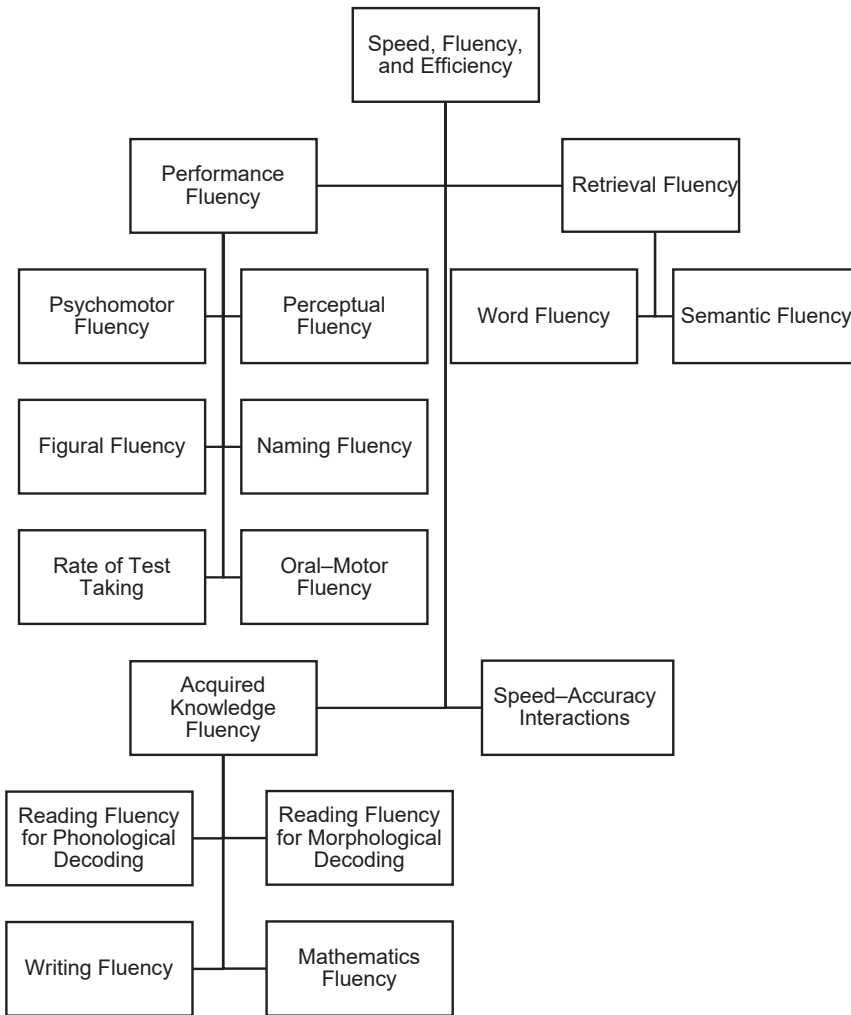 Speed, Fluency,
and Efficiency
Performance
Fluency
Retrieval Fluency
Psychomotor
Fluency
Perceptual
Fluency
Word Fluency
Semantic Fluency
Figural Fluency
Naming Fluency
Rate of Test
Taking
Oral–Motor
Fluency
Acquired
Knowledge
Fluency
Speed–Accuracy
Interactions
Reading Fluency
for Phonological
Decoding
Reading Fluency
for Morphological
Decoding
Writing Fluency
Mathematics
Fluency